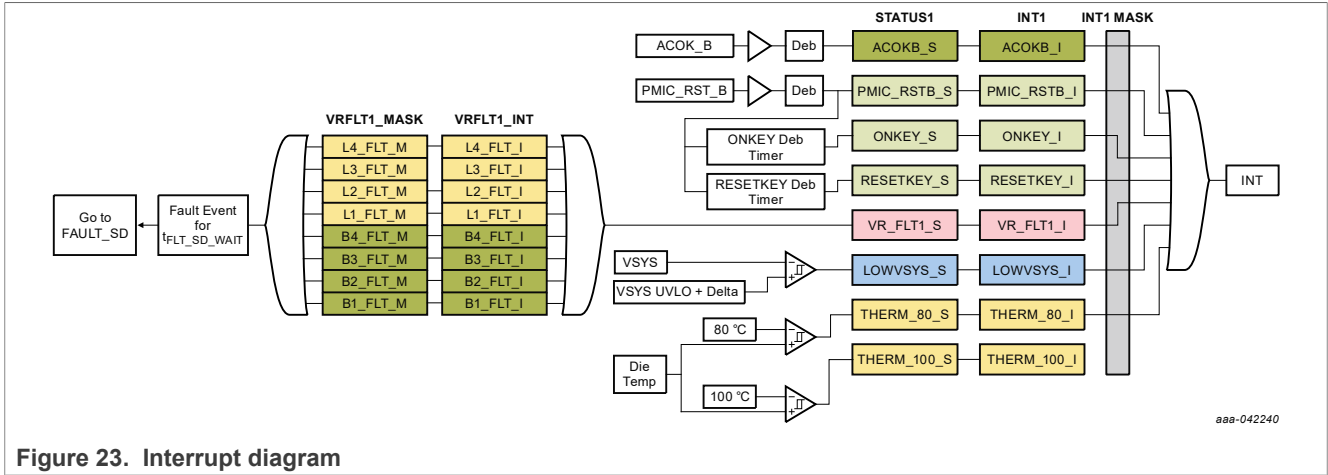 STATUS1 INT1 INT1 MASK
ACOK_B Deb ACOKB_S ACOKB_I
PMIC_RST_B Deb PMIC_RSTB_S PMIC_RSTB_I
VRFLT1_MASK VRFLT1_INT
ONKEY Deb
Timer
ONKEY_S ONKEY_I
RESETKEY Deb
Timer
RESETKEY_S RESETKEY_I
L4_FLT_M L4_FLT_I
L3_FLT_M L3_FLT_I
L2_FLT_M L2_FLT_I
L1_FLT_M L1_FLT_I
B4_FLT_M B4_FLT_I
B3_FLT_M B3_FLT_I
B2_FLT_M B2_FLT_I
B1_FLT_M B1_FLT_I
Go to
FAULT_SD
Fault Event
for
tFLT_SD_WAIT
INT
VR_FLT1_S VR_FLT1_I
VSYS
VSYS UVLO + Delta
− +
LOWVSYS_S LOWVSYS_I
80 °C
− +
THERM_80_S THERM_80_I
Die
Temp
THERM_100_S THERM_100_I
100 °C
− +
aaa-042240
Figure 23. Interrupt diagram